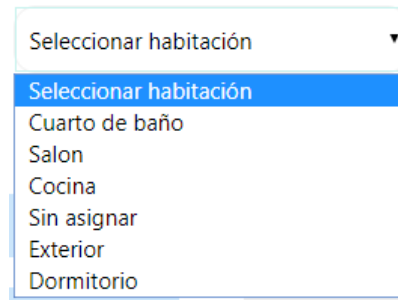 Seleccionar habitación
Seleccionar habitación
Cuarto de baño
Salon
Cocina
Sin asignar
Exterior
Dormitorio